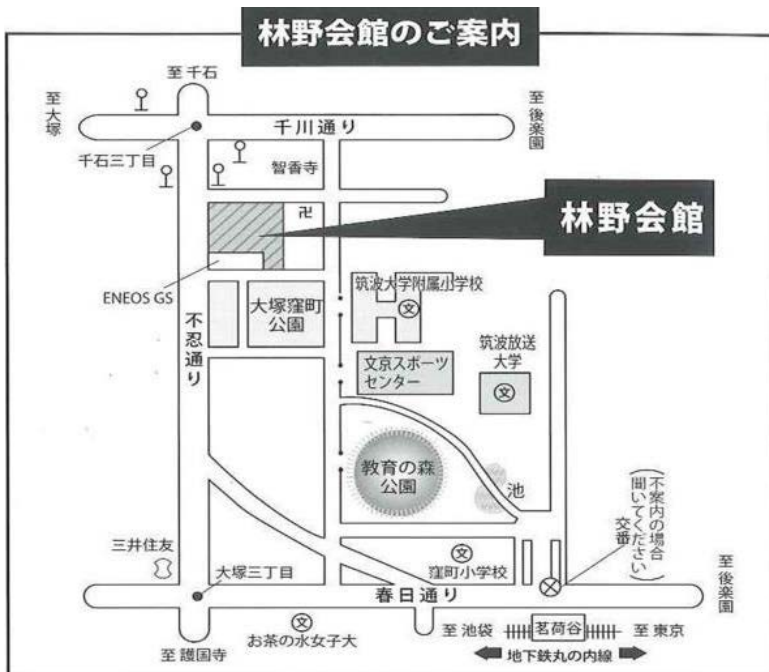 林野会館のご案内
至千石
至大塚
千川通り
至後楽園
千石三丁目
智香寺
卍
林野会館
ENEOS GS
大塚窪町
公園
筑波大学附属小学校
文
不忍通り
筑波放送
大学
文
文京スポーツ
センター
教育の森
公園
池
(不案内の場合
聞いてください)
交番
三井住友
大塚三丁目
文
窪町小学校
春日通り
至後楽園
文
お茶の水女子大
至護国寺
至池袋
茗荷谷
至東京
地下鉄丸の内線